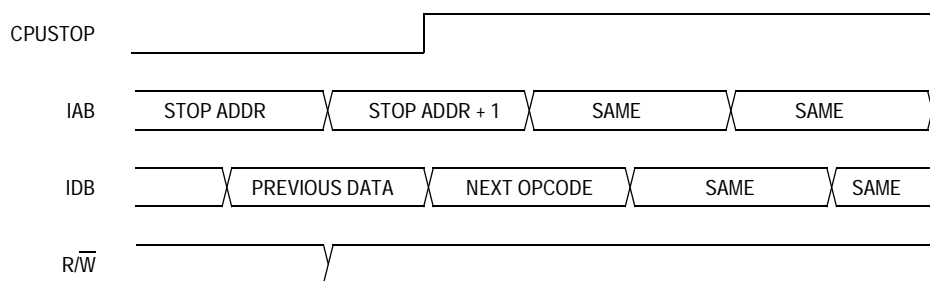 CPUSTOP
IAB STOP ADDR STOP ADDR + 1 SAME SAME
IDB PREVIOUS DATA NEXT OPCODE SAME SAME
R/W̅